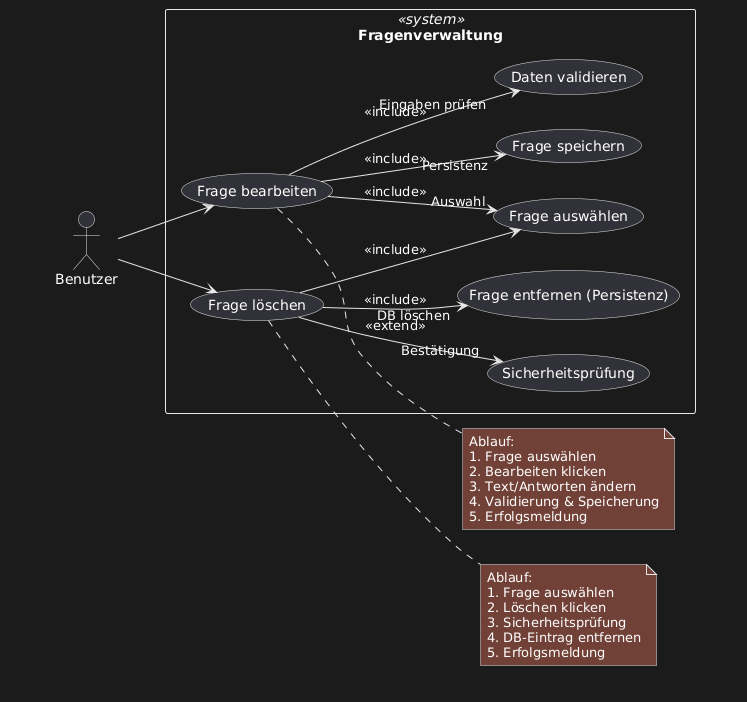 «system»
Fragenverwaltung
Daten validieren
Eingaben prüfen
«include»
Frage speichern
«include»
Persistenz
Frage bearbeiten
«include»
Auswahl
Frage auswählen
«include»
Benutzer
Frage löschen
«include»
Frage entfernen (Persistenz)
DB löschen
«extend»
Bestätigung
Sicherheitsprüfung
Ablauf:
1. Frage auswählen
2. Bearbeiten klicken
3. Text/Antworten ändern
4. Validierung & Speicherung
5. Erfolgsmeldung
Ablauf:
1. Frage auswählen
2. Löschen klicken
3. Sicherheitsprüfung
4. DB-Eintrag entfernen
5. Erfolgsmeldung